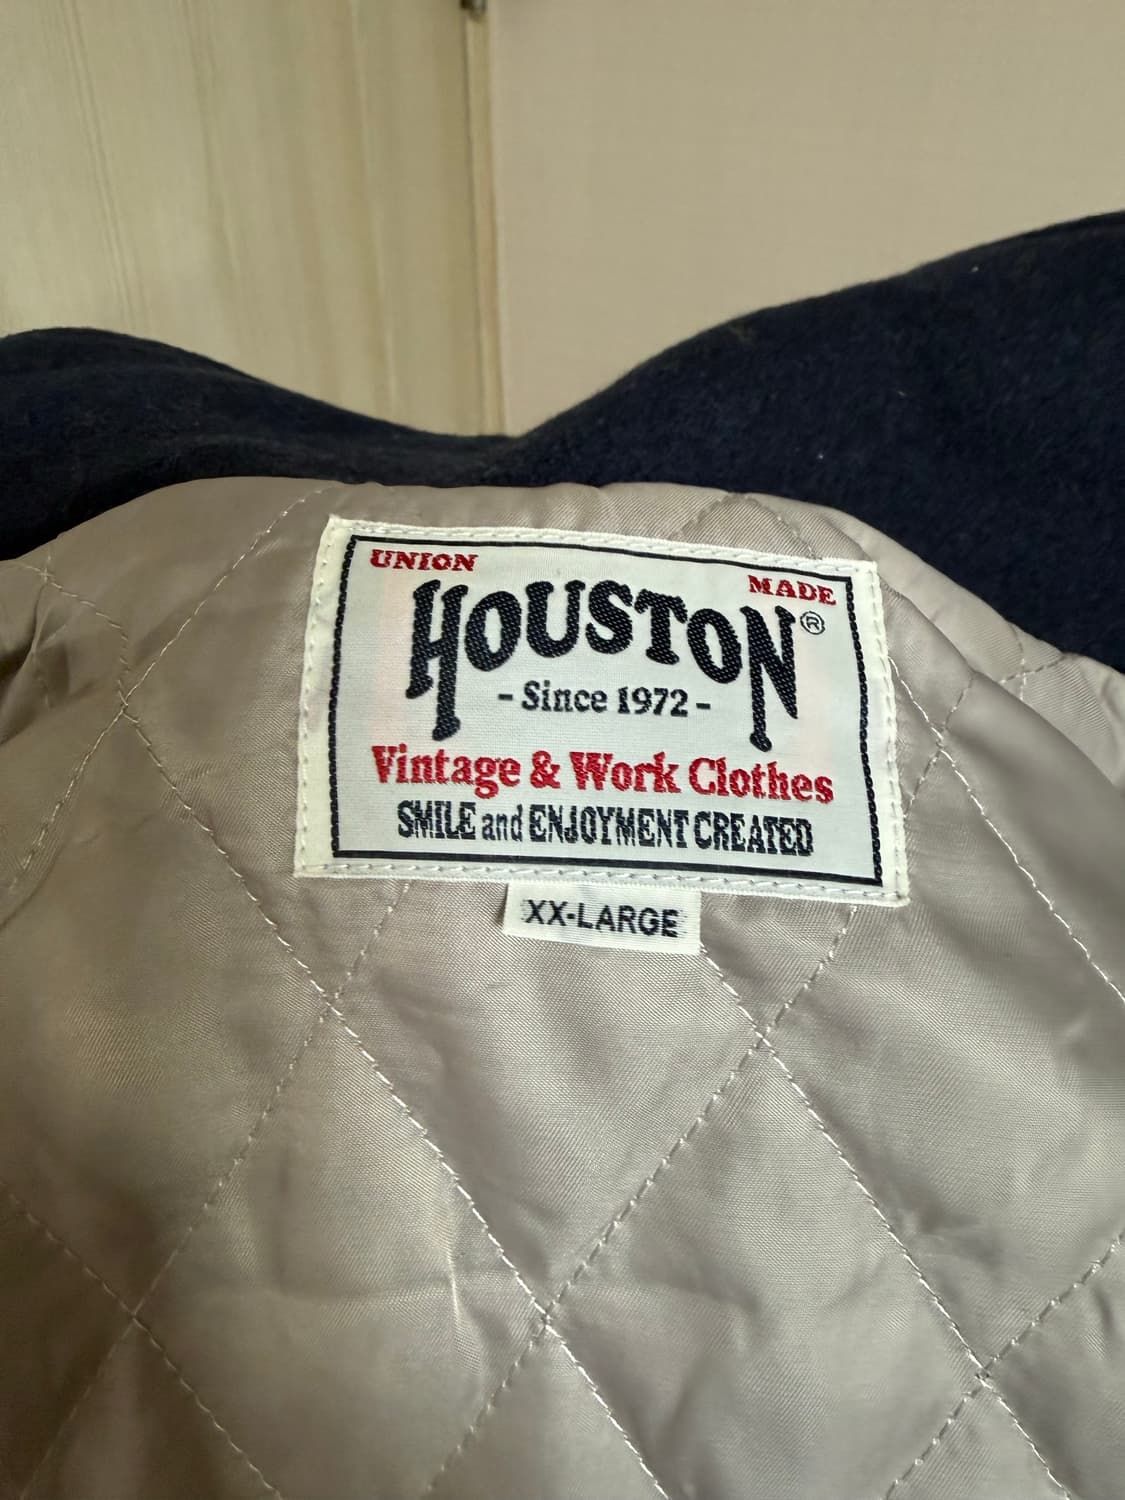 UNION MADE
HOUSTON®
- Since 1972 -
Vintage & Work Clothes
SMILE and ENJOYMENT CREATED
XX-LARGE